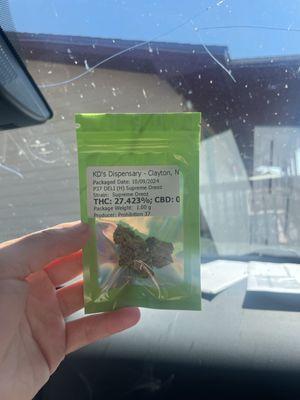 KD's Dispensary - Clayton, N
Packaged Date: 10/09/2024
P37 DELI (H) Supreme Oreoz
Strain: Supreme Oreoz
THC: 27.423%; CBD: 0
Package Weight: 1.00 g
Producer: Prohibition 37